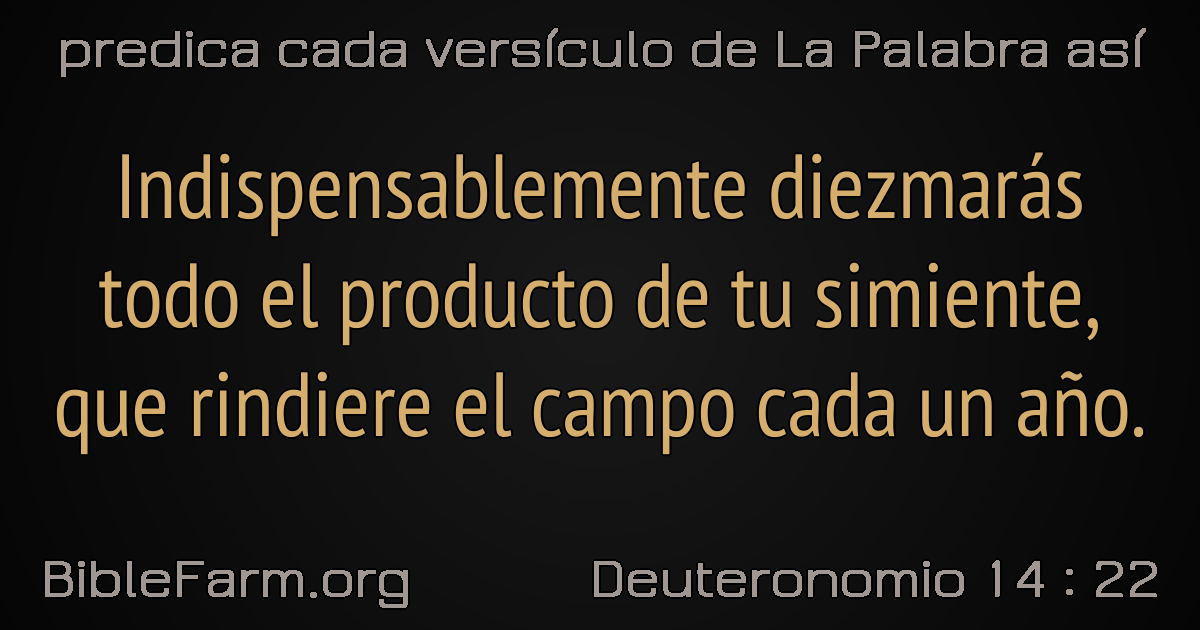 predica cada versículo de La Palabra así
Indispensablemente diezmarás
todo el producto de tu simiente,
que rindiere el campo cada un año.
BibleFarm.org
Deuteronomio 14 : 22